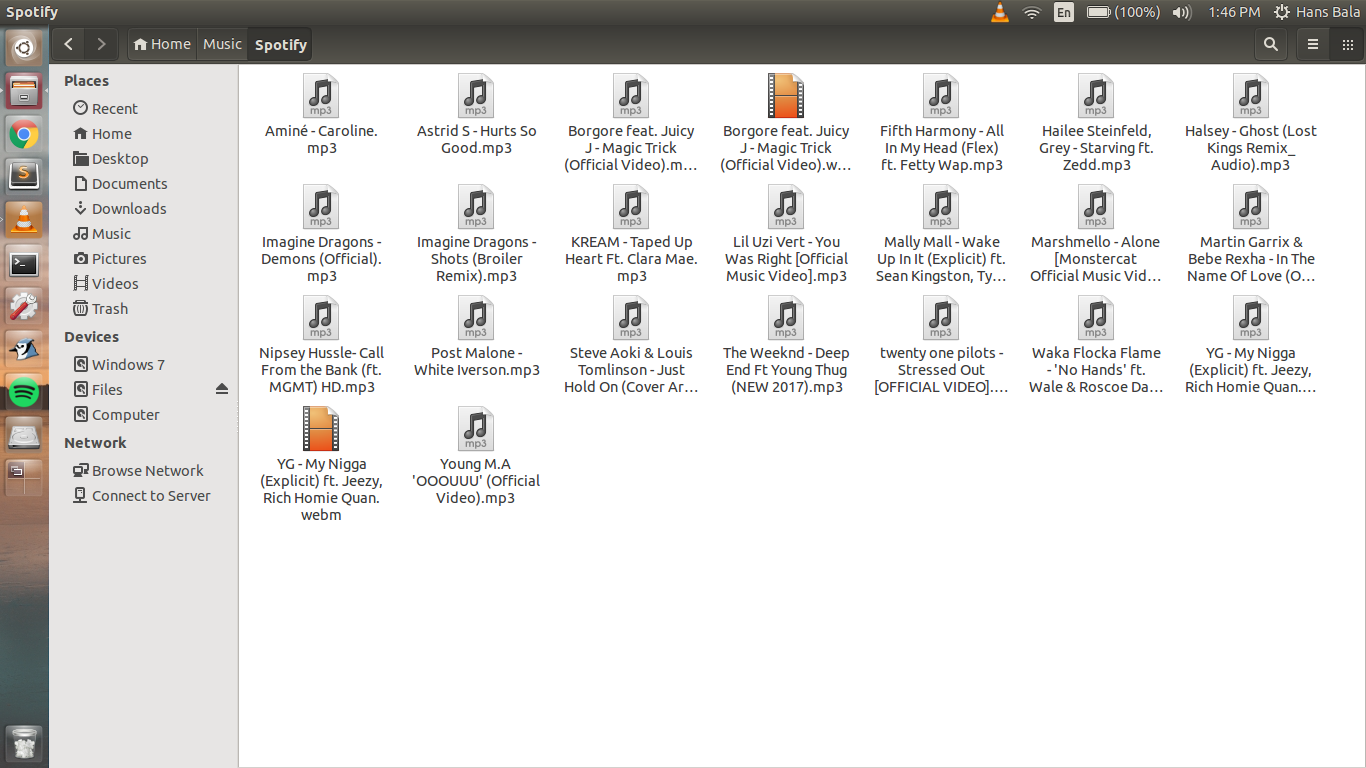 Spotify
En
(100%)
1:46 PM
Hans Bala
Home
Music
Spotify
Places
Recent
Home
Desktop
Documents
Downloads
Music
Pictures
Videos
Trash
Devices
Windows 7
Files
Computer
Network
Browse Network
Connect to Server
mp3
Aminé - Caroline.
mp3
mp3
Astrid S - Hurts So
Good.mp3
mp3
Borgore feat. Juicy
J - Magic Trick
(Official Video).m…
Borgore feat. Juicy
J - Magic Trick
(Official Video).w…
mp3
Fifth Harmony - All
In My Head (Flex)
ft. Fetty Wap.mp3
mp3
Hailee Steinfeld,
Grey - Starving ft.
Zedd.mp3
mp3
Halsey - Ghost (Lost
Kings Remix_
Audio).mp3
mp3
Imagine Dragons -
Demons (Official).
mp3
mp3
Imagine Dragons -
Shots (Broiler
Remix).mp3
mp3
KREAM - Taped Up
Heart Ft. Clara Mae.
mp3
mp3
Lil Uzi Vert - You
Was Right [Official
Music Video].mp3
mp3
Mally Mall - Wake
Up In It (Explicit) ft.
Sean Kingston, Ty…
mp3
Marshmello - Alone
[Monstercat
Official Music Vid…
mp3
Martin Garrix &
Bebe Rexha - In The
Name Of Love (O…
mp3
Nipsey Hussle- Call
From the Bank (ft.
MGMT) HD.mp3
mp3
Post Malone -
White Iverson.mp3
mp3
Steve Aoki & Louis
Tomlinson - Just
Hold On (Cover Ar…
mp3
The Weeknd - Deep
End Ft Young Thug
(NEW 2017).mp3
mp3
twenty one pilots -
Stressed Out
[OFFICIAL VIDEO].…
mp3
Waka Flocka Flame
- 'No Hands' ft.
Wale & Roscoe Da…
mp3
YG - My Nigga
(Explicit) ft. Jeezy,
Rich Homie Quan.…
YG - My Nigga
(Explicit) ft. Jeezy,
Rich Homie Quan.
webm
mp3
Young M.A
'OOOUUU' (Official
Video).mp3